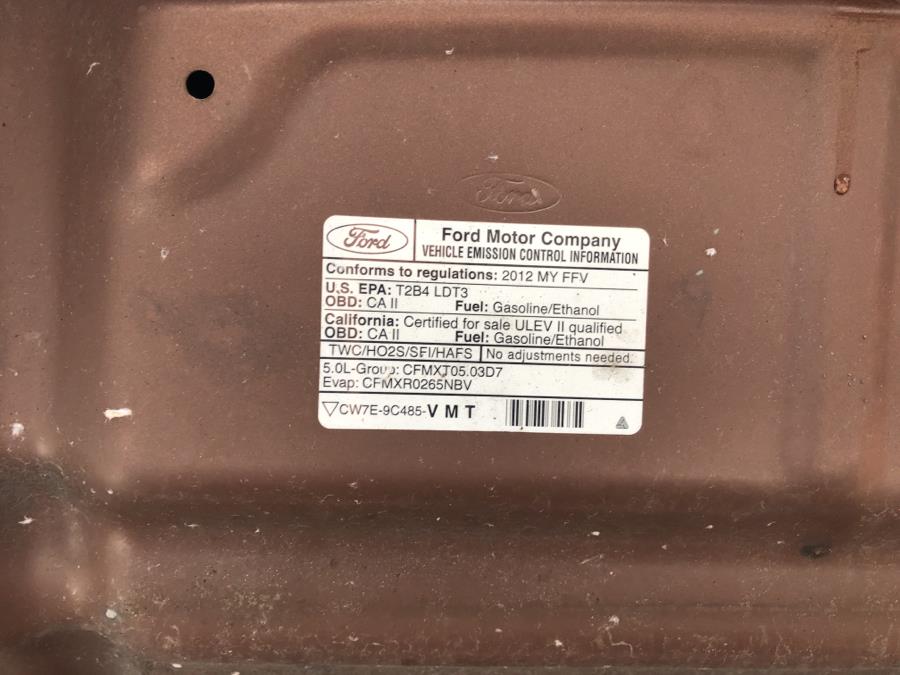 Ford
Ford
Ford Motor Company
VEHICLE EMISSION CONTROL INFORMATION
Conforms to regulations: 2012 MY FFV
U.S. EPA: T2B4 LDT3
OBD: CA II Fuel: Gasoline/Ethanol
California: Certified for sale ULEV II qualified
OBD: CA II Fuel: Gasoline/Ethanol
TWC/HO2S/SFI/HAFS No adjustments needed.
5.0L-Group: CFMXT05.03D7
Evap: CFMXR0265NBV
CW7E-9C485-V M T